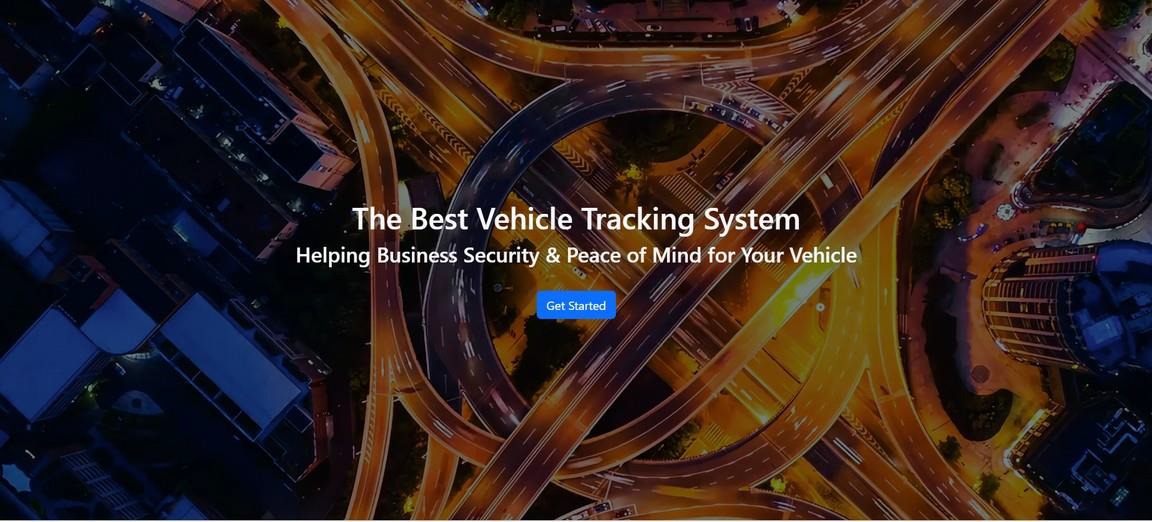 The Best Vehicle Tracking System
Helping Business Security & Peace of Mind for Your Vehicle
Get Started